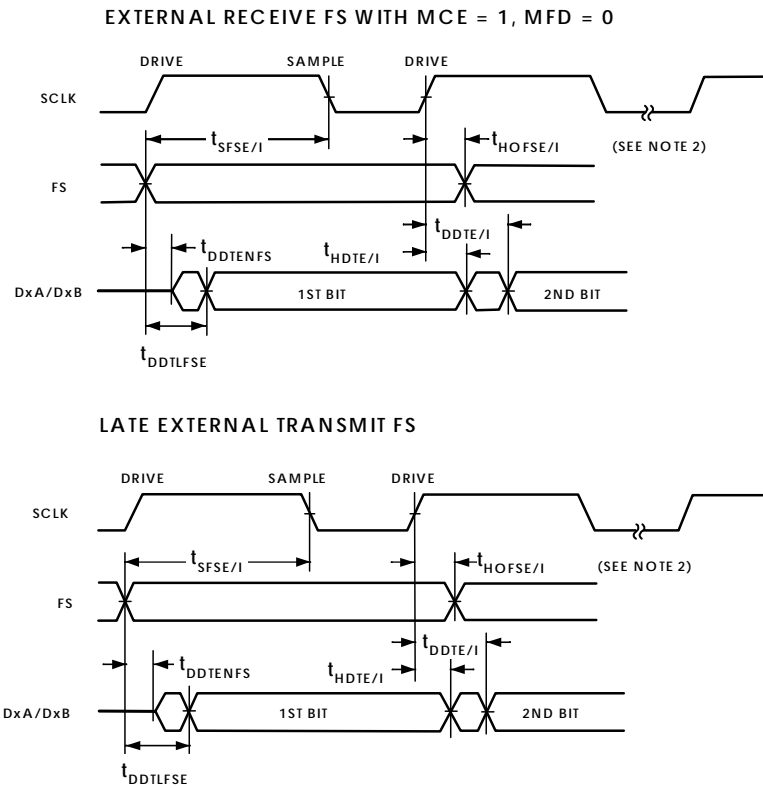 EXTERNAL RECEIVE FS WITH MCE = 1, MFD = 0
DRIVE SAMPLE DRIVE
SCLK
tSFSE/I tHOFSE/I (SEE NOTE 2)
FS
tDDTE/I
tDDTENFS tHDTE/I
DxA/DxB 1ST BIT 2ND BIT
tDDTLFSE
LATE EXTERNAL TRANSMIT FS
DRIVE SAMPLE DRIVE
SCLK
tSFSE/I tHOFSE/I (SEE NOTE 2)
FS
tDDTE/I
tDDTENFS tHDTE/I
DxA/DxB 1ST BIT 2ND BIT
tDDTLFSE